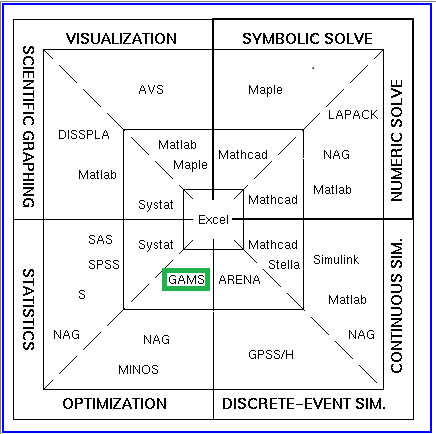 VISUALIZATION
SYMBOLIC SOLVE
SCIENTIFIC GRAPHING
NUMERIC SOLVE
AVS
Maple
LAPACK
DISSPLA
Matlab
Maple
Mathcad
NAG
Matlab
Matlab
Systat
Mathcad
Excel
SAS
SPSS
S
NAG
Systat
Mathcad
Stella
Simulink
GAMS
ARENA
Matlab
NAG
NAG
MINOS
GPSS/H
STATISTICS
CONTINUOUS SIM.
OPTIMIZATION
DISCRETE-EVENT SIM.